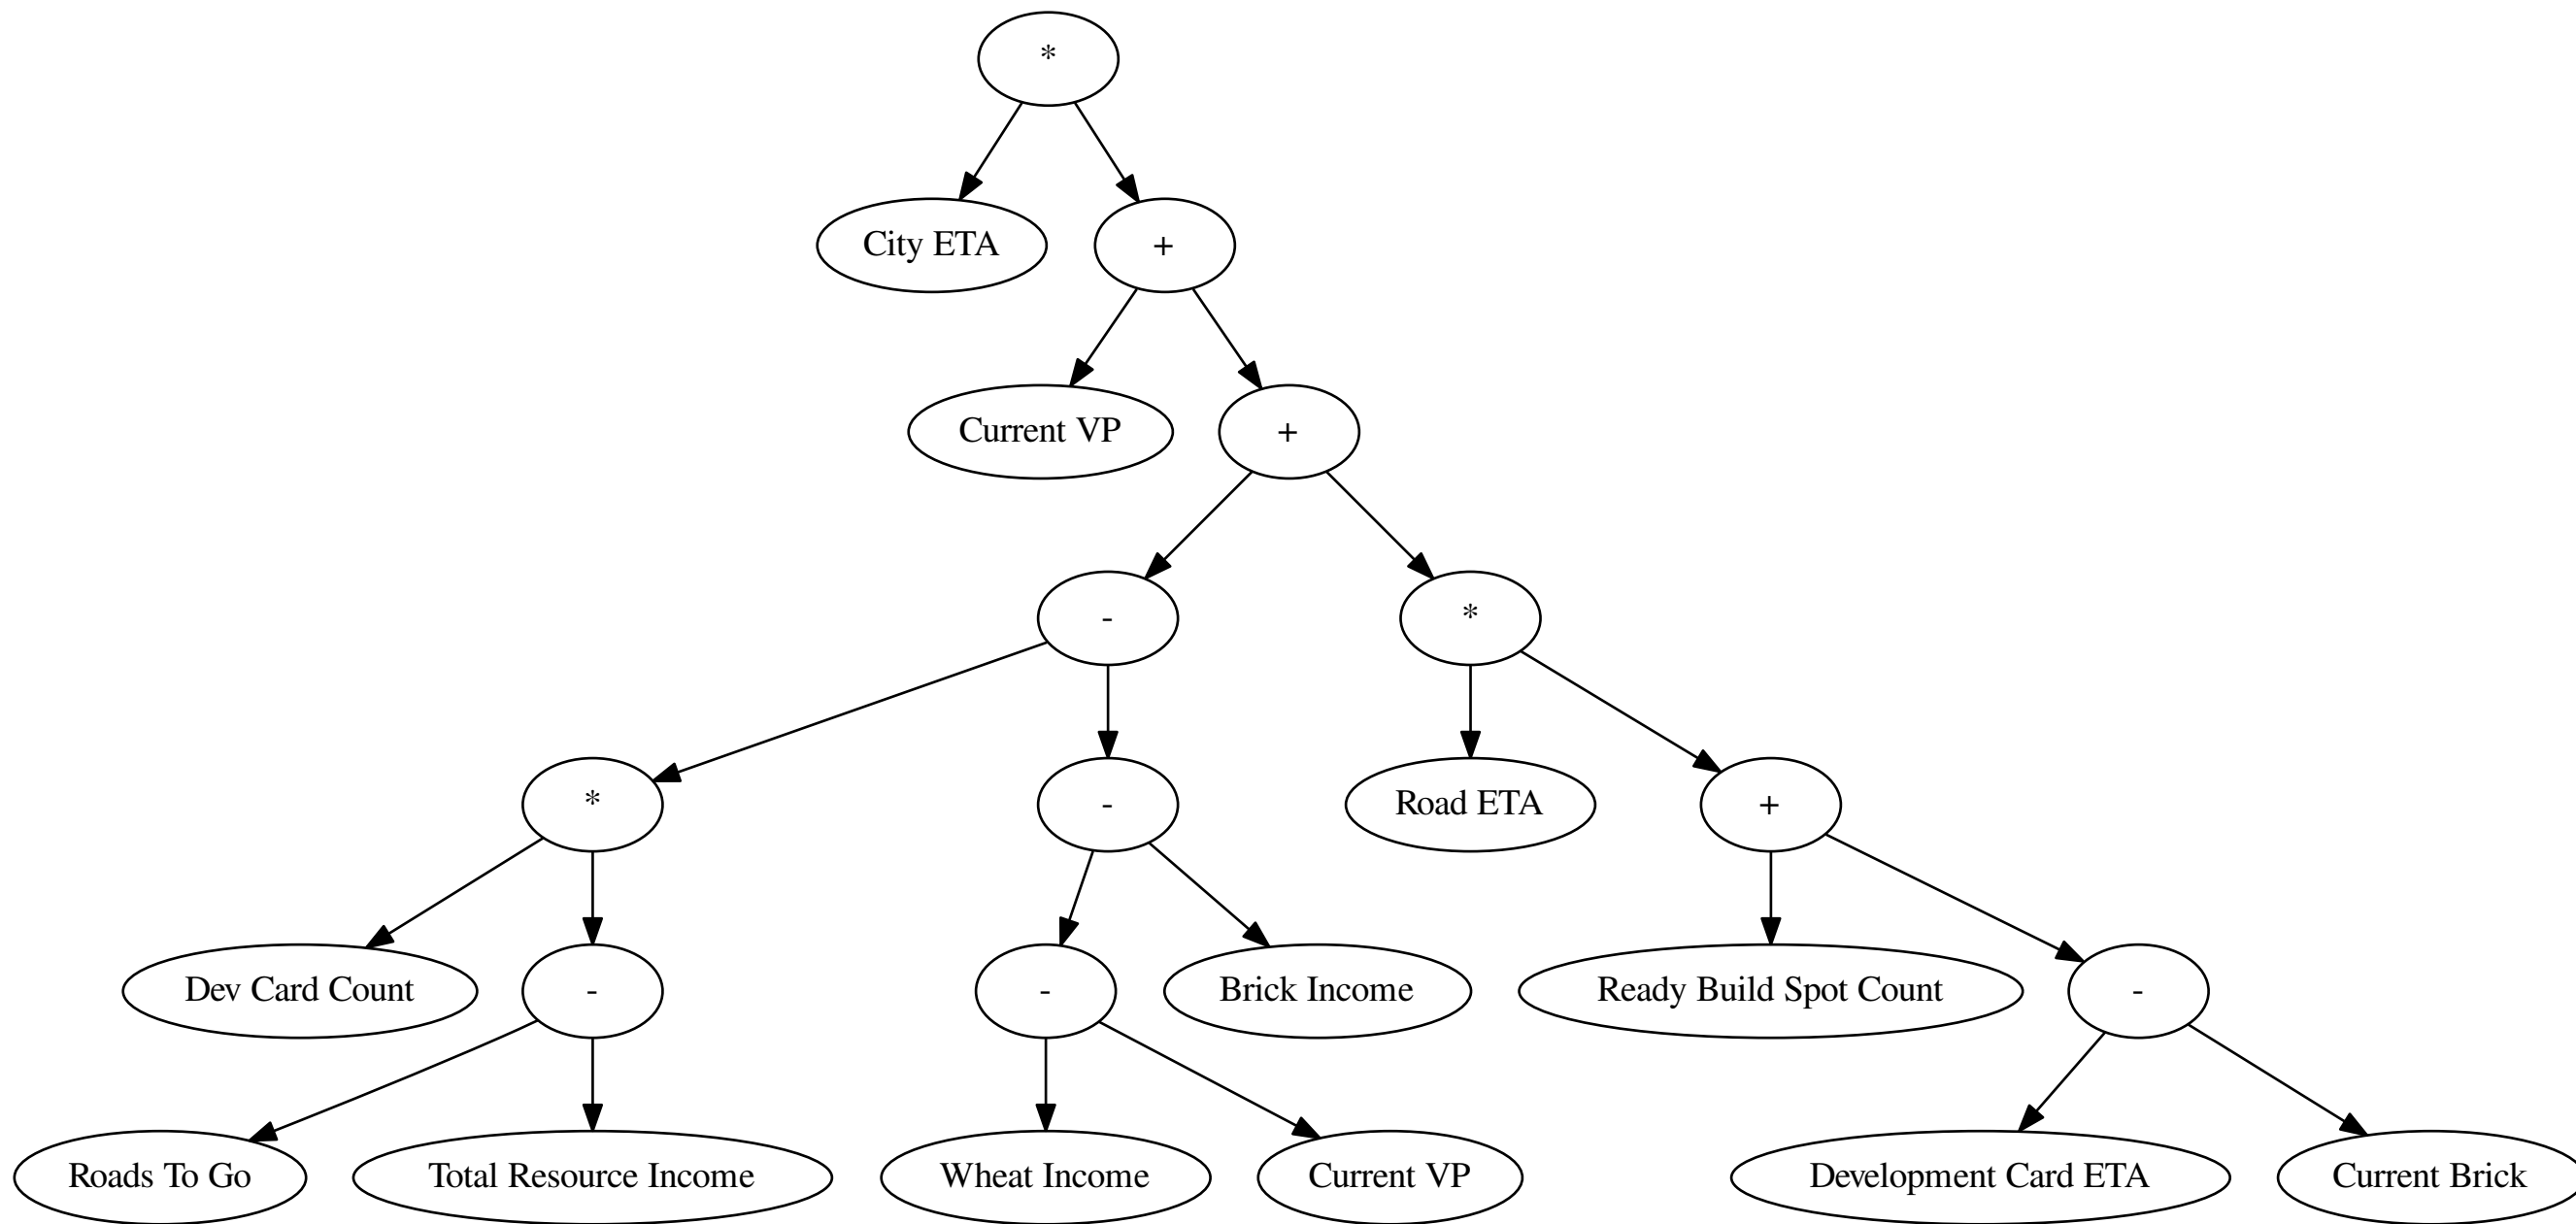 *
City ETA
+
Current VP
+
-
*
*
-
Road ETA
+
Dev Card Count
-
-
Brick Income
Ready Build Spot Count
-
Roads To Go
Total Resource Income
Wheat Income
Current VP
Development Card ETA
Current Brick